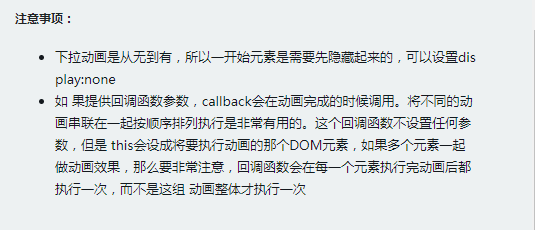 注意事项：
下拉动画是从无到有，所以一开始元素是需要先隐藏起来的，可以设置dis
play:none
如 果提供回调函数参数，callback会在动画完成的时候调用。将不同的动
画串联在一起按顺序排列执行是非常有用的。这个回调函数不设置任何参
数，但是 this会设成将要执行动画的那个DOM元素，如果多个元素一起
做动画效果，那么要非常注意，回调函数会在每一个元素执行完动画后都
执行一次，而不是这组 动画整体才执行一次